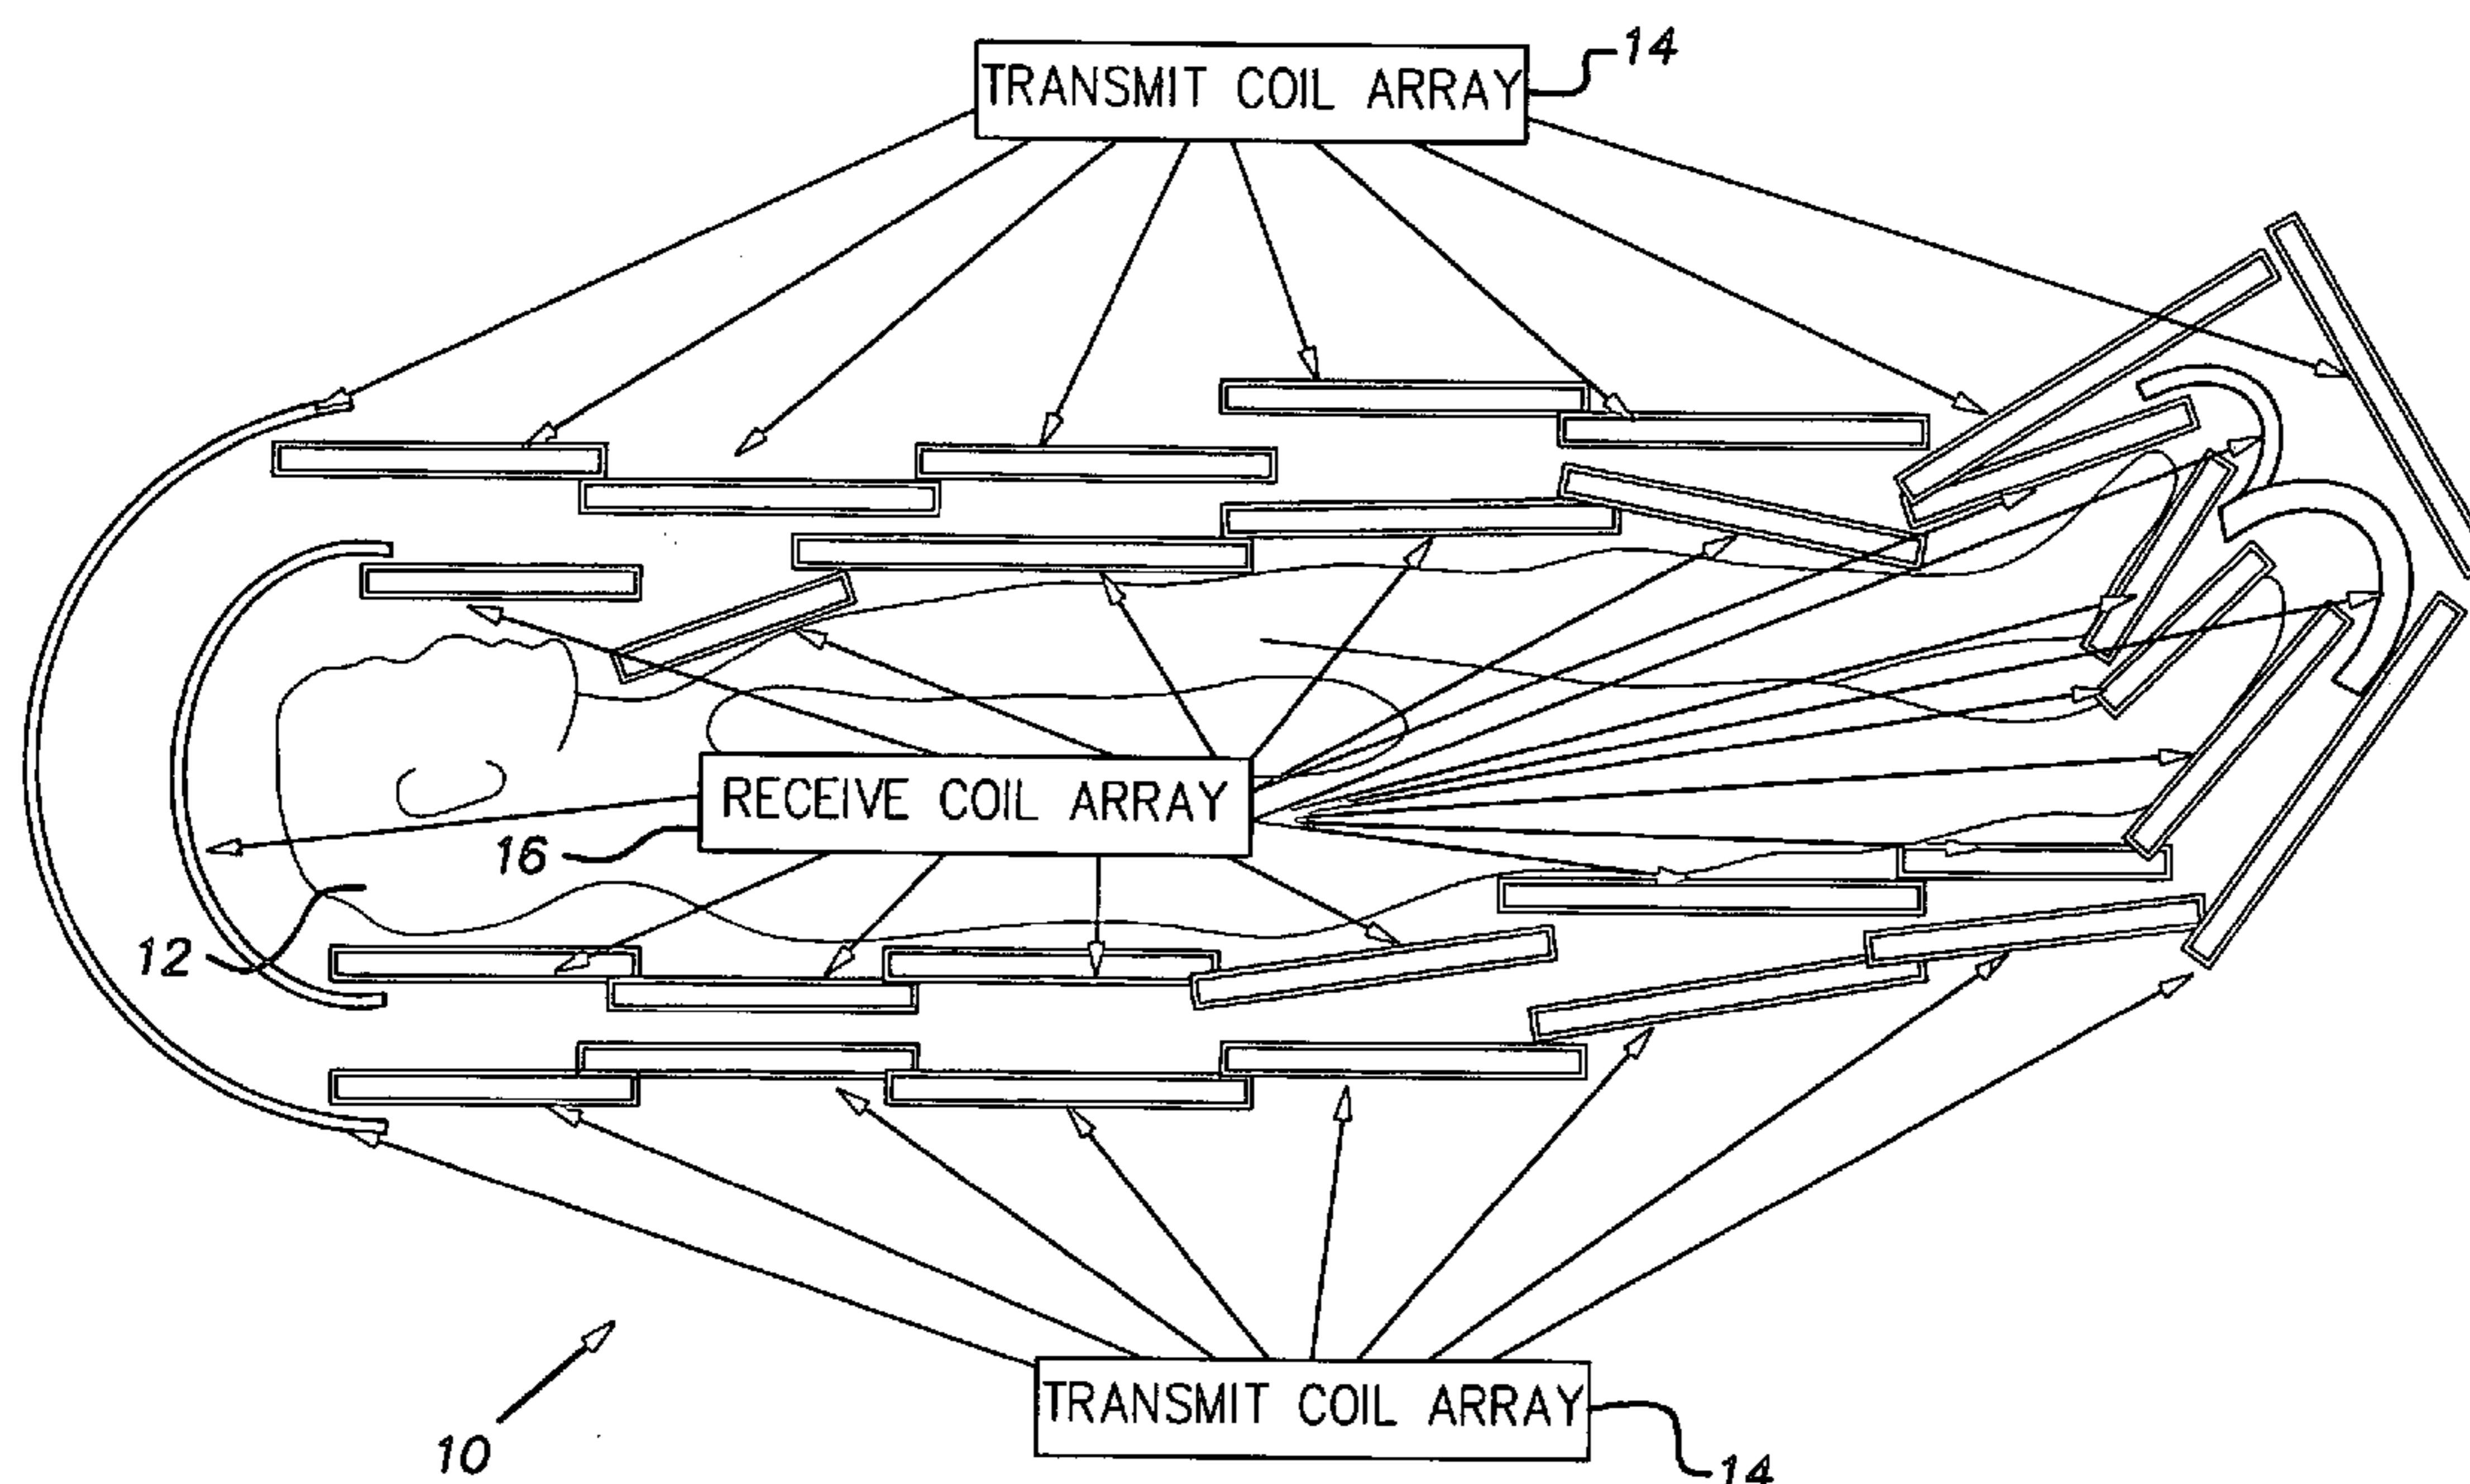 14
TRANSMIT COIL ARRAY
RECEIVE COIL ARRAY
16
12
TRANSMIT COIL ARRAY
10
14